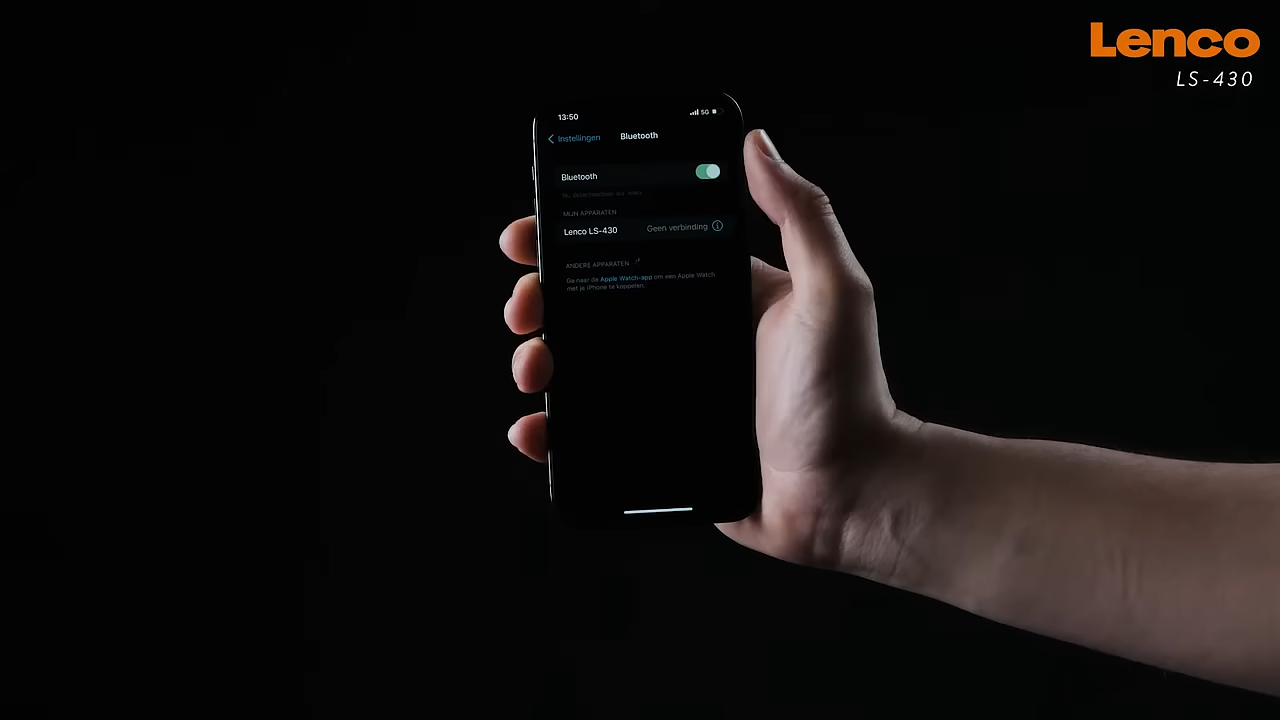 Lenco
LS-430
13:50
5G
Instellingen
Bluetooth
Bluetooth
MIJN APPARATEN
Lenco LS-430
Geen verbinding
ANDERE APPARATEN
Ga naar de Apple Watch-app om een Apple Watch
met je iPhone te koppelen.